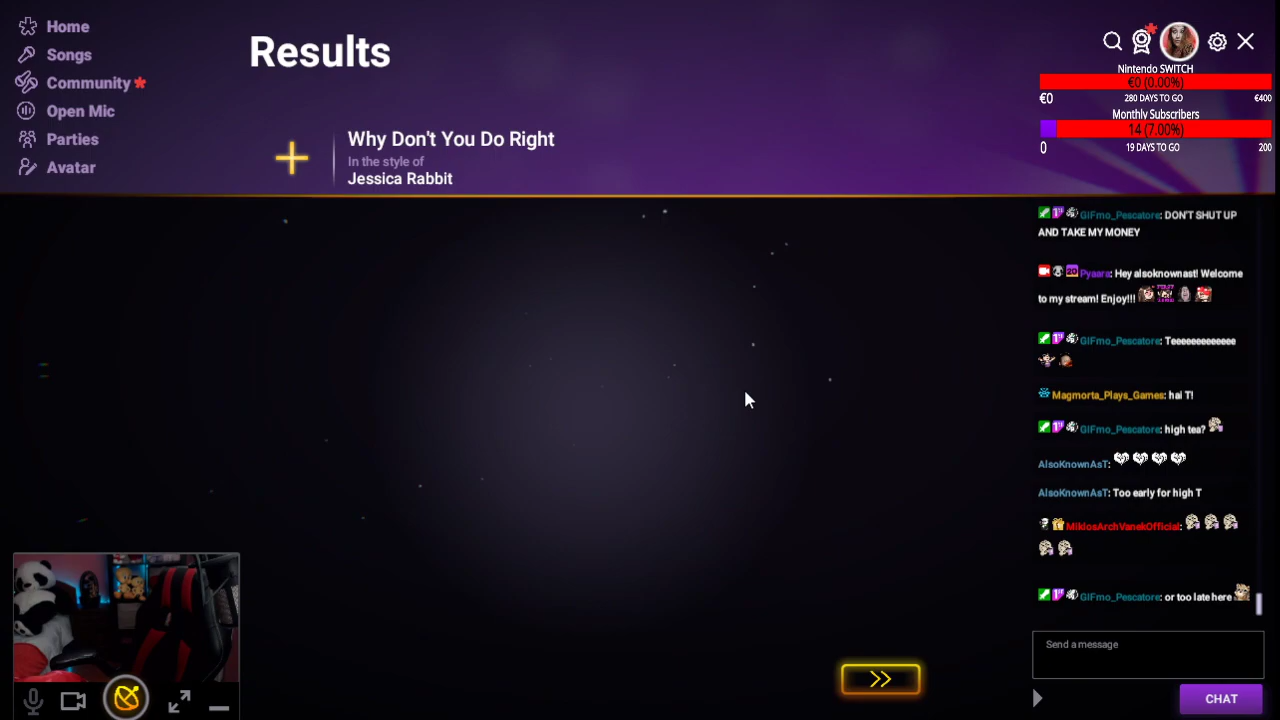 Home
Songs
Community
Open Mic
Parties
Avatar
Results
Why Don't You Do Right
In the style of
Jessica Rabbit
Nintendo SWITCH
€0 (0.00%)
€0 280 DAYS TO GO €400
Monthly Subscribers
14 (7.00%)
0 19 DAYS TO GO 200
GIFmo_Pescatore: DON'T SHUT UP
AND TAKE MY MONEY
Pyaara: Hey alsoknownast! Welcome
to my stream! Enjoy!!!
GIFmo_Pescatore: Teeeeeeeeeeeee
Magmorta_Plays_Games: hai T!
GIFmo_Pescatore: high tea?
AlsoKnownAsT:
AlsoKnownAsT: Too early for high T
MiklosArchVanekOfficial:
GIFmo_Pescatore: or too late here
Send a message
CHAT